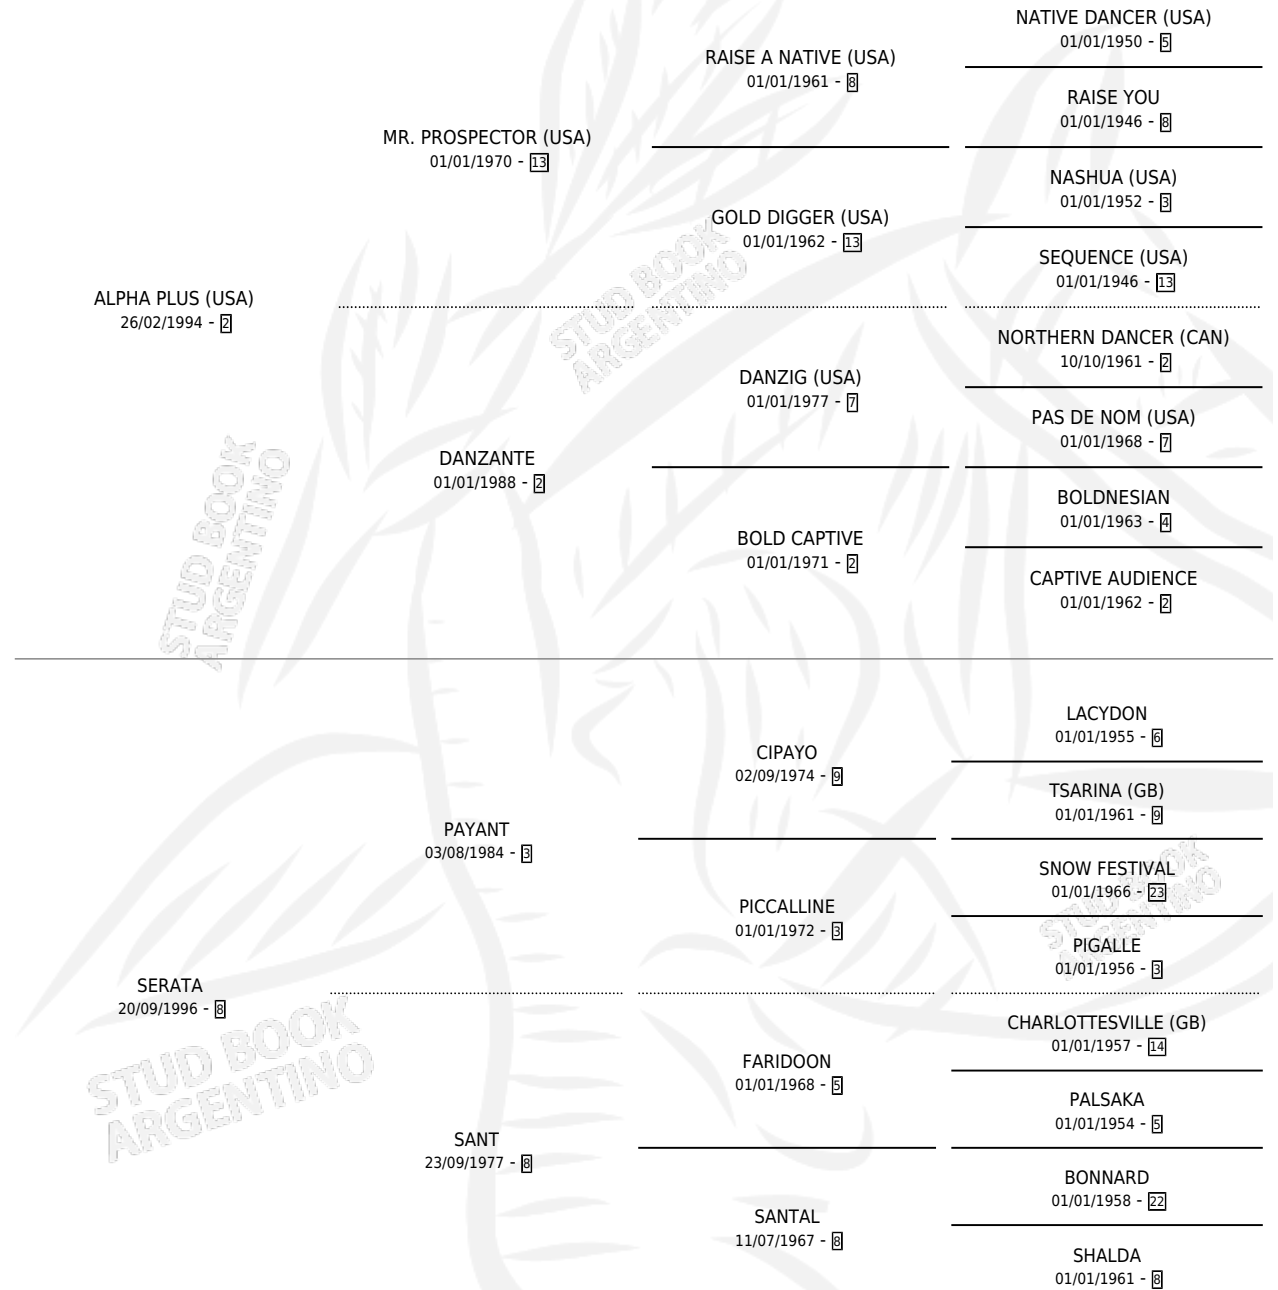 NATIVE DANCER (USA)
01/01/1950 - 5
RAISE A NATIVE (USA)
01/01/1961 - 8
RAISE YOU
01/01/1946 - 8
MR. PROSPECTOR (USA)
01/01/1970 - 13
NASHUA (USA)
01/01/1952 - 3
GOLD DIGGER (USA)
01/01/1962 - 13
SEQUENCE (USA)
01/01/1946 - 13
ALPHA PLUS (USA)
26/02/1994 - 2
STUD BOOK
ARGENTINO
NORTHERN DANCER (CAN)
10/10/1961 - 2
DANZIG (USA)
01/01/1977 - 7
PAS DE NOM (USA)
01/01/1968 - 7
DANZANTE
01/01/1988 - 2
BOLDNESIAN
01/01/1963 - 4
BOLD CAPTIVE
01/01/1971 - 2
CAPTIVE AUDIENCE
01/01/1962 - 2
STUD BOOK
ARGENTINO
LACYDON
01/01/1955 - 6
CIPAYO
02/09/1974 - 9
TSARINA (GB)
01/01/1961 - 9
PAYANT
03/08/1984 - 3
SNOW FESTIVAL
01/01/1966 - 23
PICCALLINE
01/01/1972 - 3
PIGALLE
01/01/1956 - 3
STUD BOOK
ARGENTINO
SERATA
20/09/1996 - 8
CHARLOTTESVILLE (GB)
01/01/1957 - 14
FARIDOON
01/01/1968 - 5
PALSAKA
01/01/1954 - 5
STUD BOOK
ARGENTINO
SANT
23/09/1977 - 8
BONNARD
01/01/1958 - 22
SANTAL
11/07/1967 - 8
SHALDA
01/01/1961 - 8